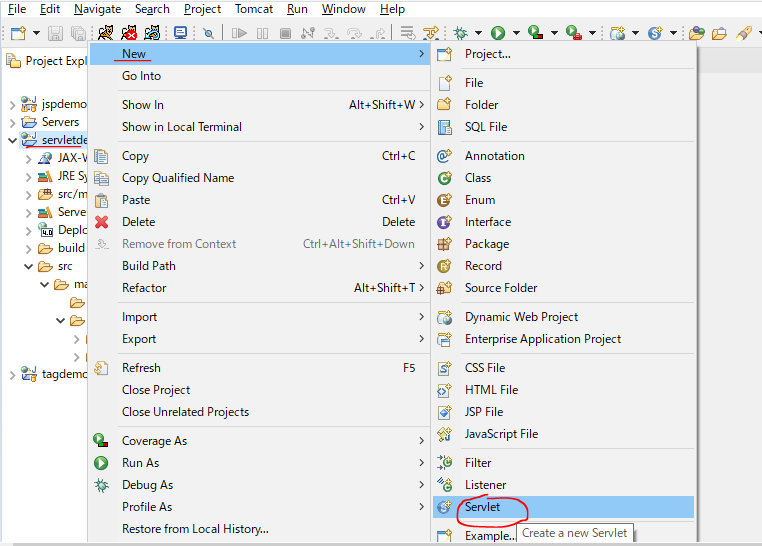 File Edit Navigate Search Project Tomcat Run Window Help
Project Expl
jspdemo
Servers
servletde
JAX-W
JRE Sy
src/m
Serve
Deplo
build
src
ma
tagdemo
New
Go Into
Show In Alt+Shift+W
Show in Local Terminal
Copy Ctrl+C
Copy Qualified Name
Paste Ctrl+V
Delete Delete
Remove from Context Ctrl+Alt+Shift+Down
Build Path
Refactor Alt+Shift+T
Import
Export
Refresh F5
Close Project
Close Unrelated Projects
Coverage As
Run As
Debug As
Profile As
Restore from Local History...
Project...
File
Folder
SQL File
Annotation
Class
Enum
Interface
Package
Record
Source Folder
Dynamic Web Project
Enterprise Application Project
CSS File
HTML File
JSP File
JavaScript File
Filter
Listener
Servlet
Example...
Create a new Servlet